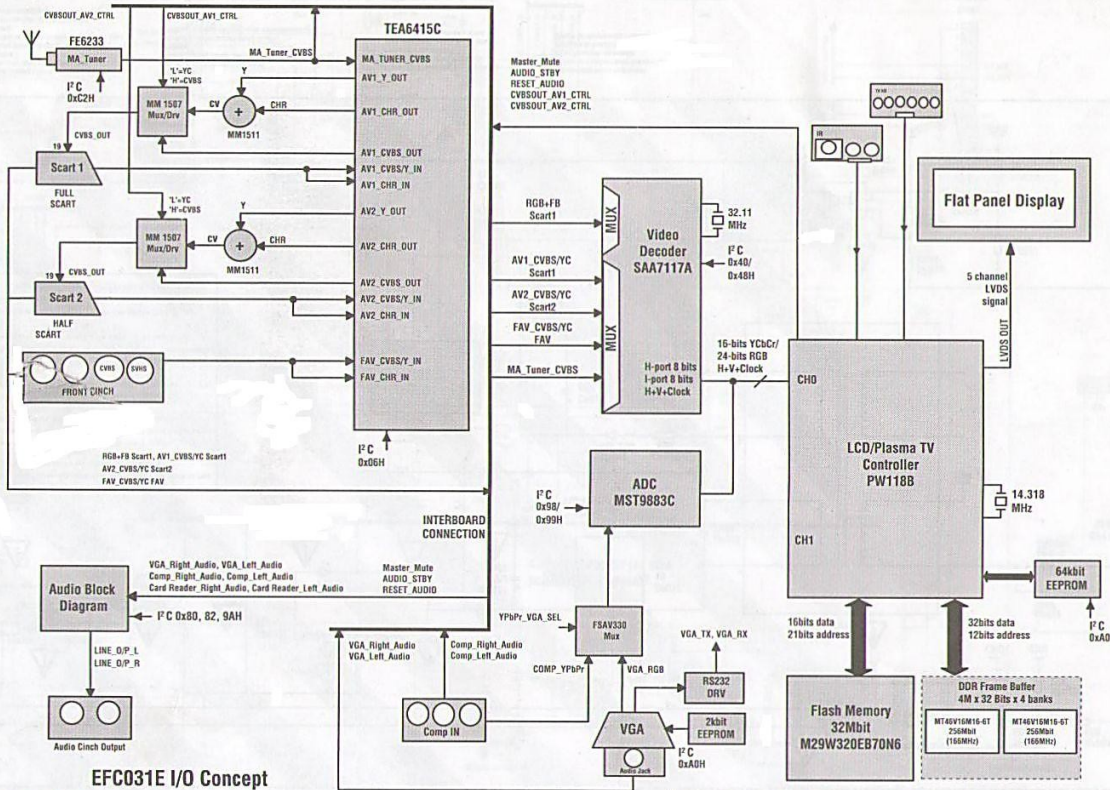 CVBSOUT_AV2_CTRL
CVBSOUT_AV1_CTRL
FE6233
MA_Tuner
I²C
0xC2H
MA_Tuner_CVBS
TEA6415C
MA_TUNER_CVBS
AV1_Y_OUT
AV1_CHR_OUT
AV1_CVBS_OUT
AV1_CVBS/Y_IN
AV1_CHR_IN
AV2_Y_OUT
AV2_CHR_OUT
AV2_CVBS_OUT
AV2_CVBS/Y_IN
AV2_CHR_IN
FAV_CVBS/Y_IN
FAV_CHR_IN
I²C
0x06H
"L"=YC
"H"=CVBS
MM 1507
Mux/Drv
CV
Y
CHR
+
MM1511
CVBS_OUT
19
Scart 1
FULL
SCART
"L"=YC
"H"=CVBS
MM 1507
Mux/Drv
CV
Y
CHR
+
MM1511
19
CVBS_OUT
Scart 2
HALF
SCART
CVBS
SVHS
FRONT CINCH
RGB+FB Scart1, AV1_CVBS/YC Scart1
AV2_CVBS/YC Scart2
FAV_CVBS/YC FAV
INTERBOARD
CONNECTION
Master_Mute
AUDIO_STBY
RESET_AUDIO
CVBSOUT_AV1_CTRL
CVBSOUT_AV2_CTRL
RGB+FB
Scart1
AV1_CVBS/YC
Scart1
AV2_CVBS/YC
Scart2
FAV_CVBS/YC
FAV
MA_Tuner_CVBS
MUX
MUX
Video
Decoder
SAA7117A
H-port 8 bits
I-port 8 bits
H+V+Clock
32.11
MHz
I²C
0x40/
0x48H
16-bits YCbCr/
24-bits RGB
H+V+Clock
IR
Flat Panel Display
5 channel
LVDS
signal
LVDS OUT
CH0
LCD/Plasma TV
Controller
PW118B
CH1
14.318
MHz
64kbit
EEPROM
I²C
0xA0
ADC
MST9883C
I²C
0x98/
0x99H
FSAV330
Mux
YPbPr_VGA_SEL
COMP_YPbPr
VGA_RGB
VGA_TX, VGA_RX
RS232
DRV
2kbit
EEPROM
I²C
0xA0H
VGA
Audio Jack
Comp IN
VGA_Right_Audio
VGA_Left_Audio
Comp_Right_Audio
Comp_Left_Audio
VGA_Right_Audio, VGA_Left_Audio
Comp_Right_Audio, Comp_Left_Audio
Card Reader_Right_Audio, Card Reader_Left_Audio
Master_Mute
AUDIO_STBY
RESET_AUDIO
Audio Block
Diagram
I²C 0x80, 82, 9AH
LINE_O/P_L
LINE_O/P_R
Audio Cinch Output
16bits data
21bits address
32bits data
12bits address
Flash Memory
32Mbit
M29W320EB70N6
DDR Frame Buffer
4M x 32 Bits x 4 banks
MT46V16M16-6T
256Mbit
(166MHz)
MT46V16M16-6T
256Mbit
(166MHz)
EFC031E I/O Concept